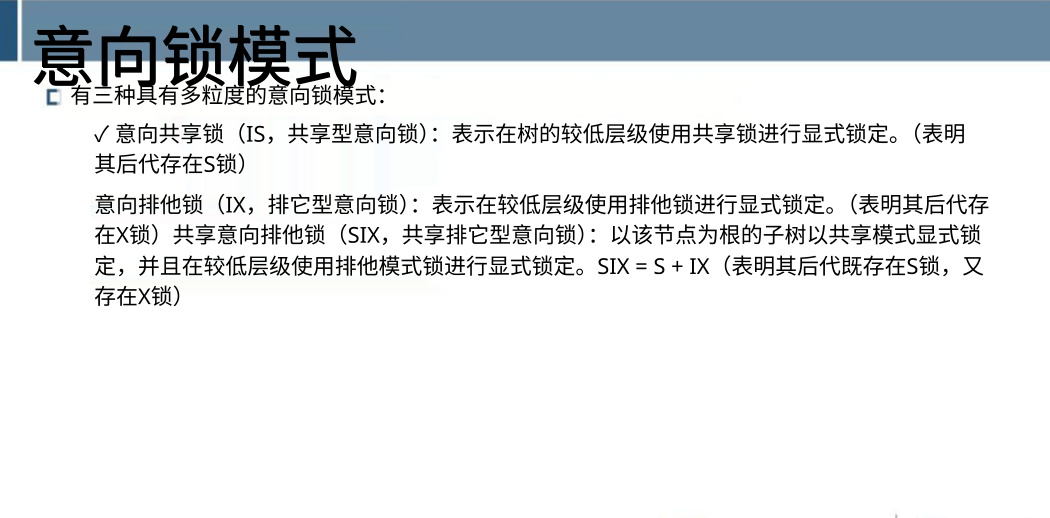 意向锁模式
有三种具有多粒度的意向锁模式：
✓ 意向共享锁（IS，共享型意向锁）：表示在树的较低层级使用共享锁进行显式锁定。（表明
其后代存在S锁）
意向排他锁（IX，排它型意向锁）：表示在较低层级使用排他锁进行显式锁定。（表明其后代存
在X锁）共享意向排他锁（SIX，共享排它型意向锁）：以该节点为根的子树以共享模式显式锁
定，并且在较低层级使用排他模式锁进行显式锁定。SIX = S + IX（表明其后代既存在S锁，又
存在X锁）